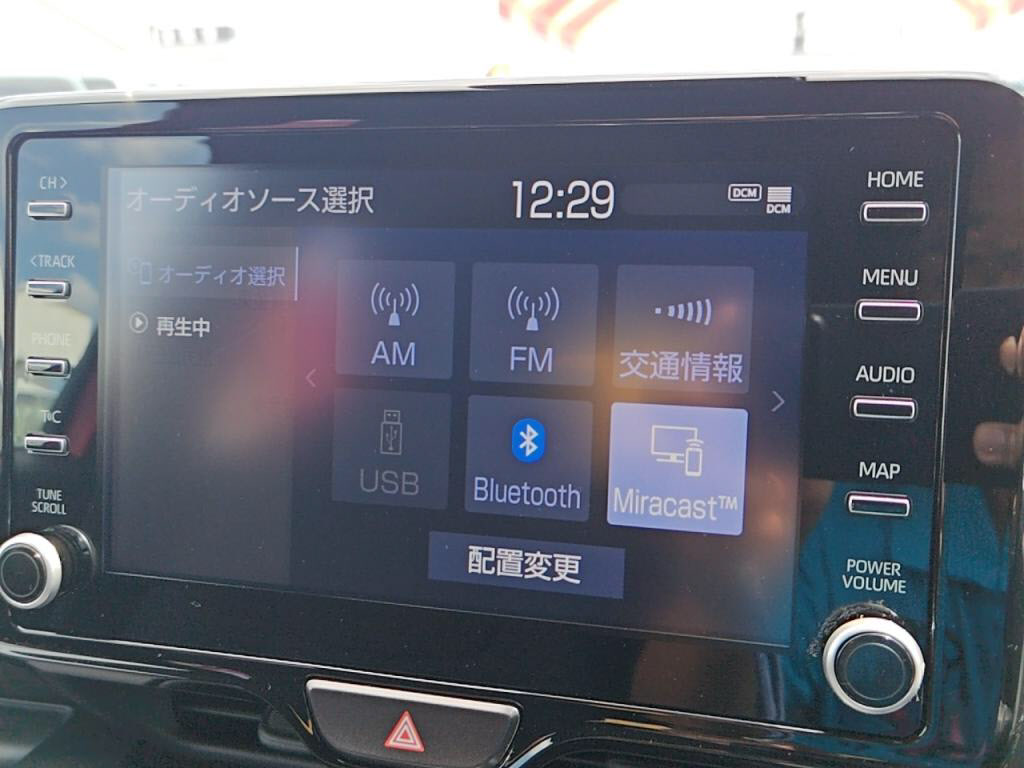 CH>
<TRACK
PHONE
T C
TUNE
SCROLL
オーディオソース選択
12:29
DCM
DCM
オーディオ選択
再生中
AM
FM
交通情報
USB
Bluetooth
Miracast™
配置変更
HOME
MENU
AUDIO
MAP
POWER
VOLUME